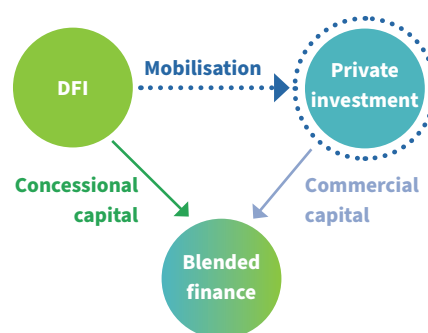 DFI
Mobilisation
Private
investment
Concessional
capital
Commercial
capital
Blended
finance